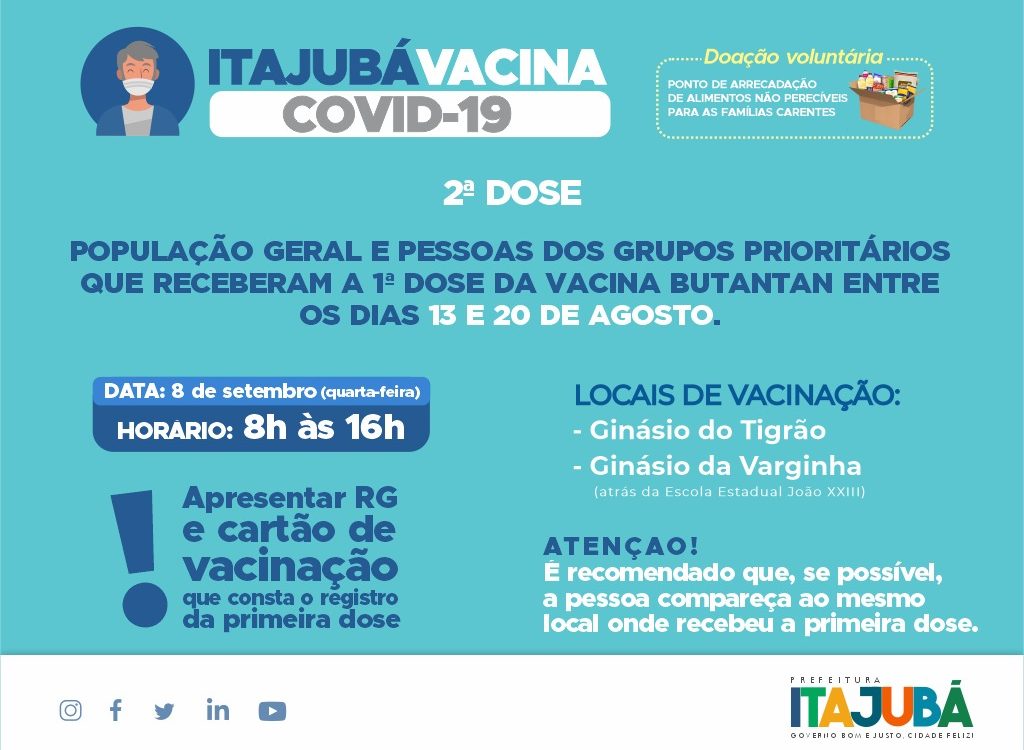 ITAJUBÁVACINA
COVID-19
Doação voluntária
PONTO DE ARRECADAÇÃO
DE ALIMENTOS NÃO PERECÍVEIS
PARA AS FAMÍLIAS CARENTES
2ª DOSE
POPULAÇÃO GERAL E PESSOAS DOS GRUPOS PRIORITÁRIOS
QUE RECEBERAM A 1ª DOSE DA VACINA BUTANTAN ENTRE
OS DIAS 13 E 20 DE AGOSTO.
DATA: 8 de setembro (quarta-feira)
HORÁRIO: 8h às 16h
! Apresentar RG
e cartão de
vacinação
que consta o registro
da primeira dose
LOCAIS DE VACINAÇÃO:
- Ginásio do Tigrão
- Ginásio da Varginha
(atrás da Escola Estadual João XXIII)
ATENÇAO!
É recomendado que, se possível,
a pessoa compareça ao mesmo
local onde recebeu a primeira dose.
PREFEITURA
ITAJUBÁ
GOVERNO BOM E JUSTO, CIDADE FELIZ!